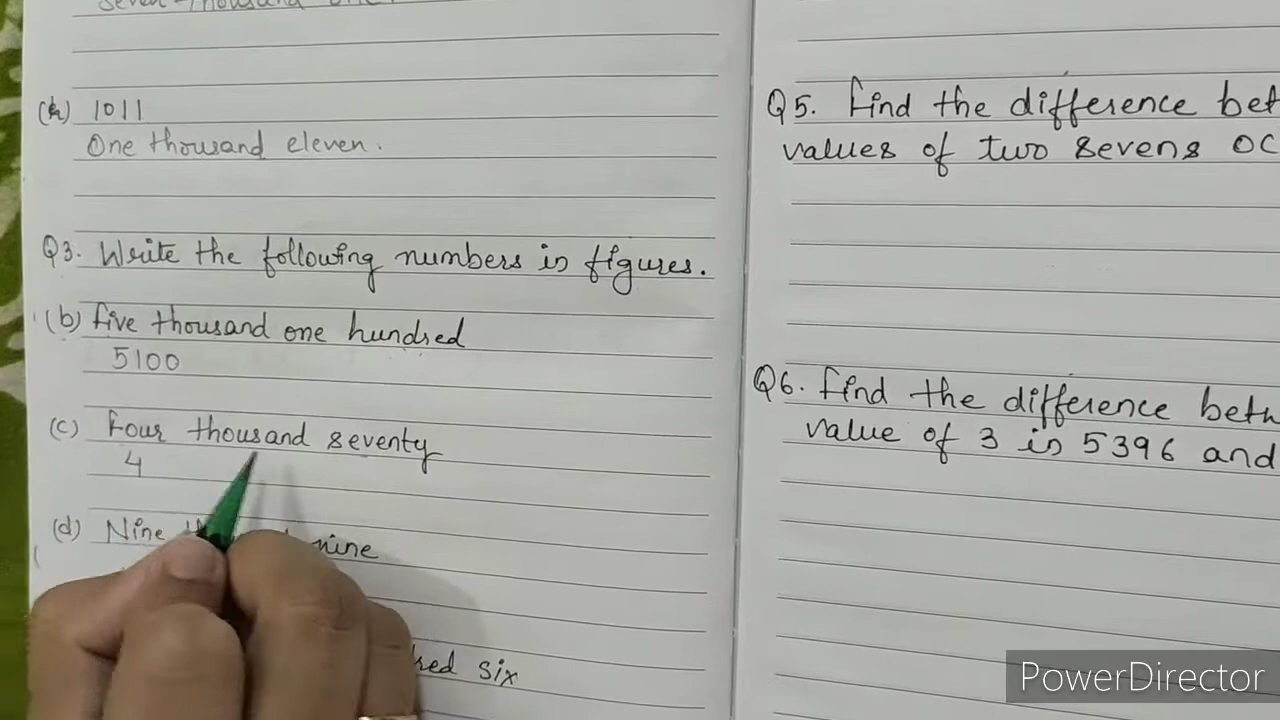 (h) 1011
One thousand eleven.
Q3. Write the following numbers in figures.
(b) Five thousand one hundred
5100
(c) Four thousand seventy
4
(d) Nine nine
six
Q5. Find the difference
values of two sevens
Q6. Find the difference
value of 3 in 5396 and
PowerDirector